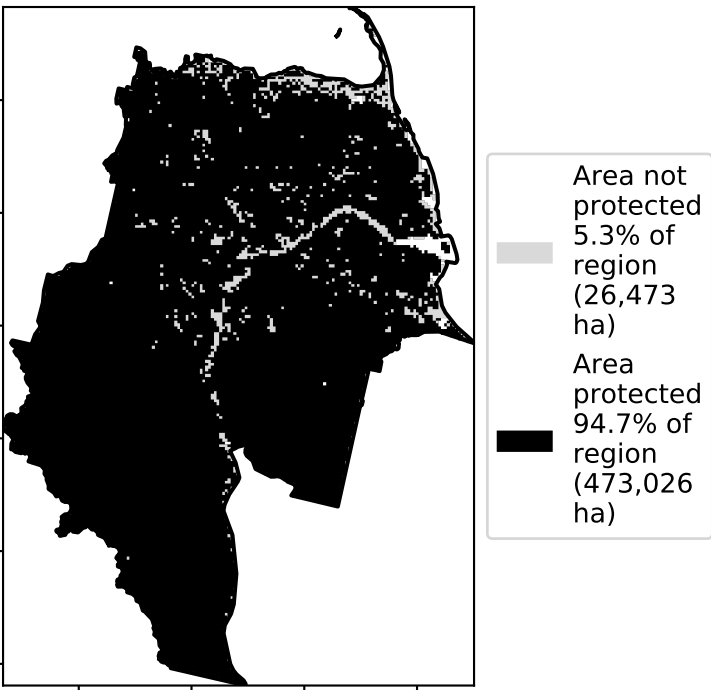 Area not
protected
5.3% of
region
(26,473
ha)
Area
protected
94.7% of
region
(473,026
ha)